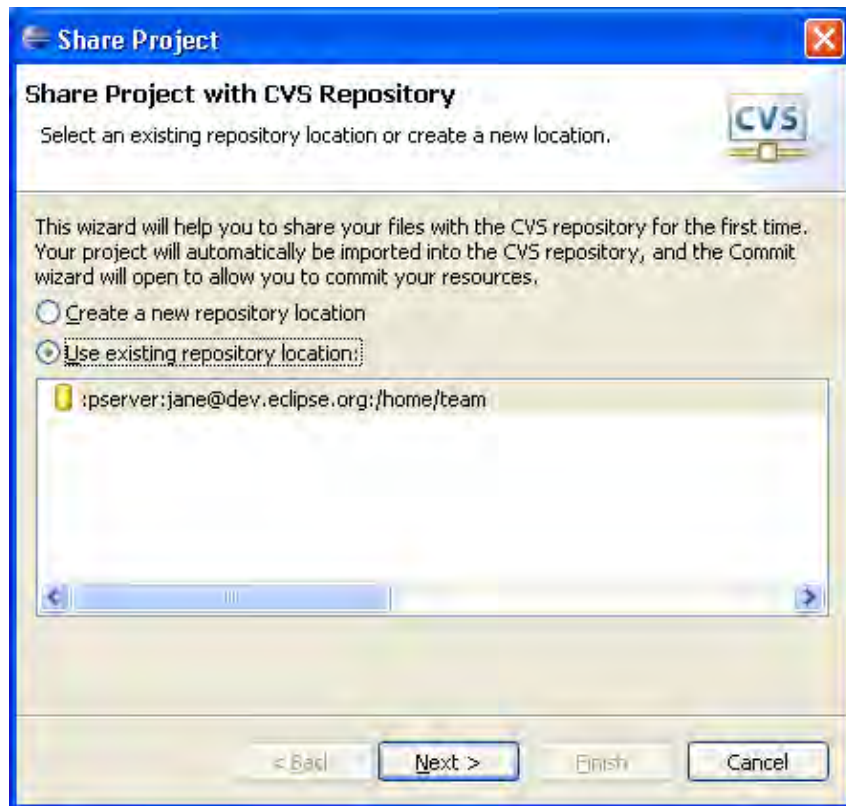 Share Project
Share Project with CVS Repository
Select an existing repository location or create a new location.
CVS
This wizard will help you to share your files with the CVS repository for the first time.
Your project will automatically be imported into the CVS repository, and the Commit
wizard will open to allow you to commit your resources.
Create a new repository location
Use existing repository location:
:pserver:jane@dev.eclipse.org:/home/team
< Back Next > Finish Cancel